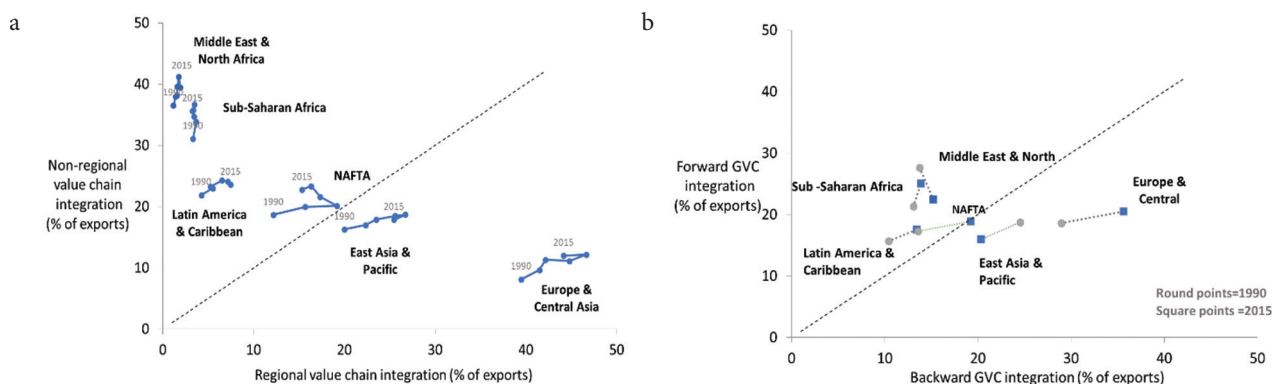 a
50
40
30
20
10
0
Non-regional
value chain
integration
(% of exports)
Middle East &
North Africa
2015
1990
2015
Sub-Saharan Africa
1990
2015
1990
Latin America
& Caribbean
NAFTA
2015
1990
1990
East Asia &
Pacific
2015
1990
Europe &
Central Asia
0
10
20
30
40
50
Regional value chain integration (% of exports)
b
50
40
30
20
10
0
Forward GVC
integration
(% of exports)
Middle East & North
Sub -Saharan Africa
NAFTA
Europe &
Central
Latin America &
Caribbean
East Asia &
Pacific
Round points=1990
Square points =2015
0
10
20
30
40
50
Backward GVC integration (% of exports)